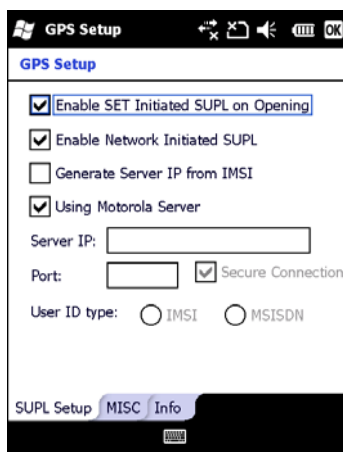 GPS Setup OK
GPS Setup
Enable SET Initiated SUPL on Opening
Enable Network Initiated SUPL
Generate Server IP from IMSI
Using Motorola Server
Server IP:
Port: Secure Connection
User ID type: IMSI MSISDN
SUPL Setup MISC Info